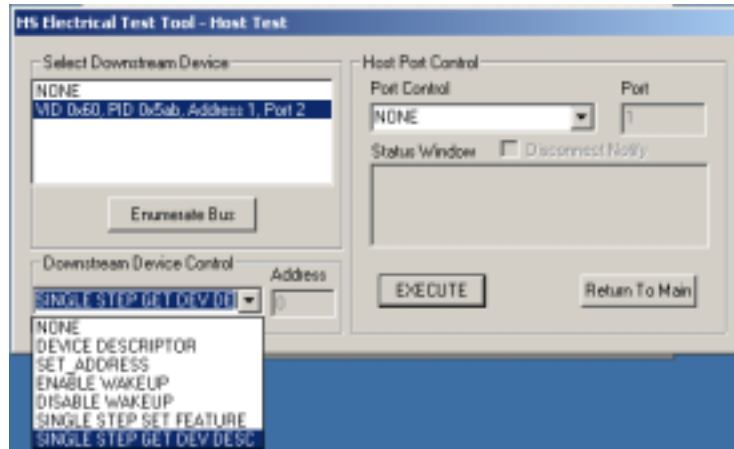 HS Electrical Test Tool - Host Test
Select Downstream Device
NONE
VID 0x60, PID 0x5ab, Address 1, Port 2
Enumerate Bus
Downstream Device Control
Address
SINGLE STEP GET DEV DE
0
NONE
DEVICE DESCRIPTOR
SET_ADDRESS
ENABLE WAKEUP
DISABLE WAKEUP
SINGLE STEP SET FEATURE
SINGLE STEP GET DEV DESC
Host Port Control
Port Control
Port
NONE
1
Status Window
Disconnect Notify
EXECUTE
Return To Main